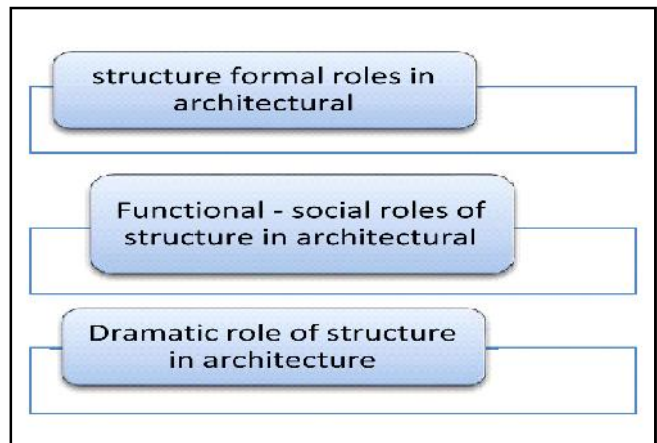 structure formal roles in
architectural
Functional - social roles of
structure in architectural
Dramatic role of structure
in architecture